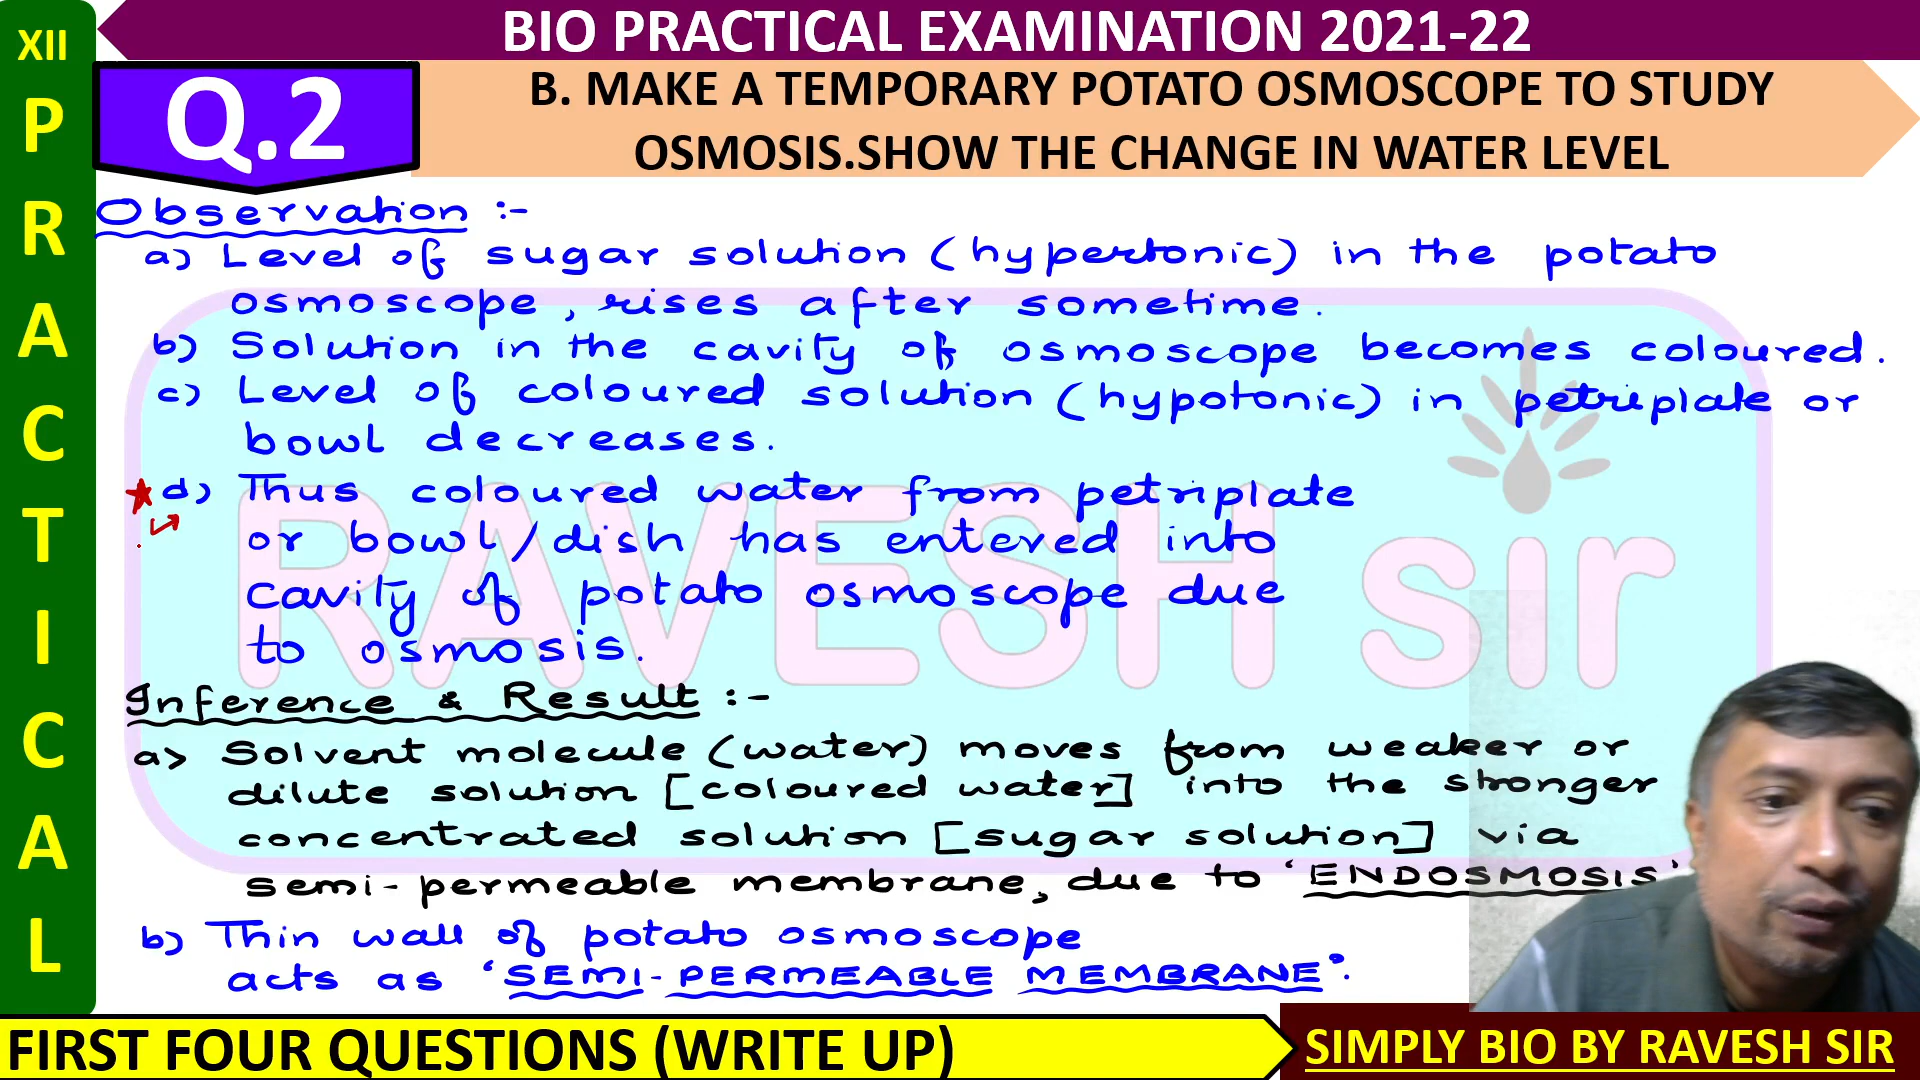 XII
PRACTICAL
BIO PRACTICAL EXAMINATION 2021-22
Q.2
B. MAKE A TEMPORARY POTATO OSMOSCOPE TO STUDY
OSMOSIS.SHOW THE CHANGE IN WATER LEVEL
Observation :-
a) Level of sugar solution (hypertonic) in the potato
osmoscope, rises after sometime.
b) Solution in the cavity of osmoscope becomes coloured.
c) Level of coloured solution (hypotonic) in petriplate or
bowl decreases.
d) Thus coloured water from petriplate
or bowl/dish has entered into
cavity of potato osmoscope due
to osmosis.
Inference & Result :-
a> Solvent molecule (water) moves from weaker or
dilute solution [coloured water] into the stronger
concentrated solution [sugar solution] via
semi-permeable membrane, due to 'ENDOSMOSIS'
b) Thin wall of potato osmoscope
acts as 'SEMI-PERMEABLE MEMBRANE'.
RAVESH sir
FIRST FOUR QUESTIONS (WRITE UP)
SIMPLY BIO BY RAVESH SIR